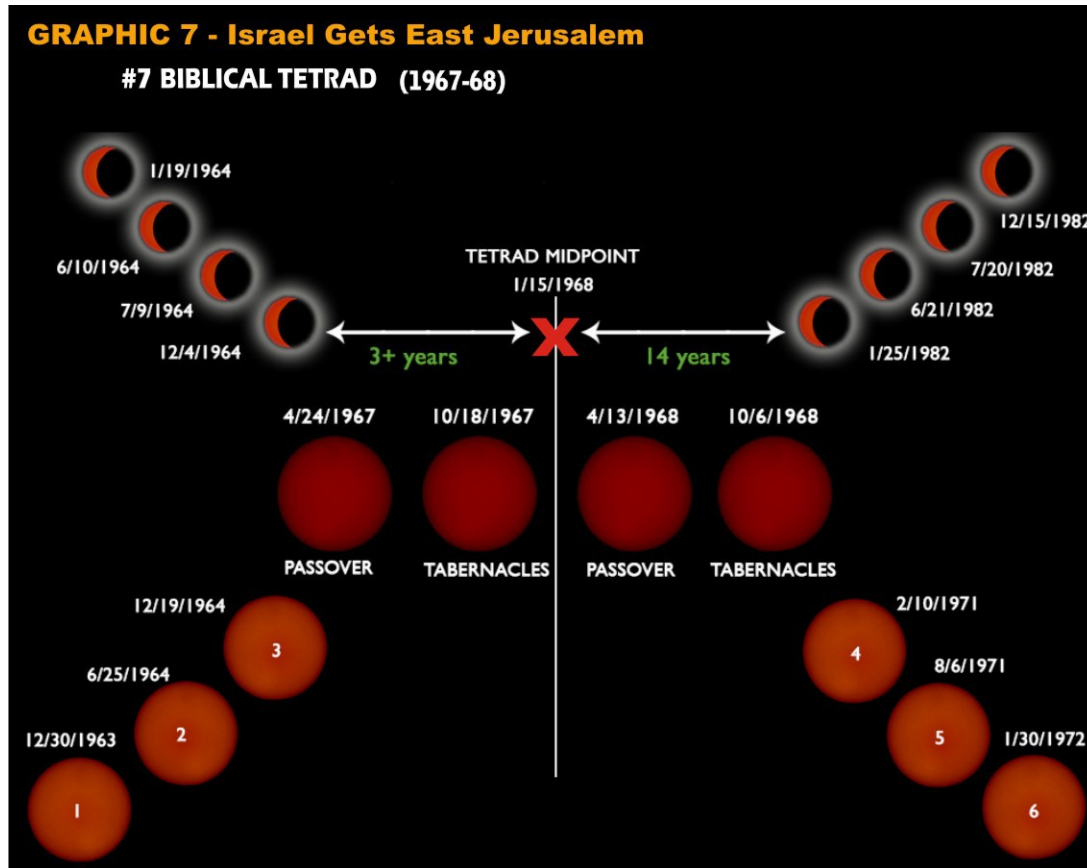 GRAPHIC 7 - Israel Gets East Jerusalem
#7 BIBLICAL TETRAD (1967-68)
1/19/1964
6/10/1964
7/9/1964
12/4/1964
TETRAD MIDPOINT
1/15/1968
12/15/1982
7/20/1982
6/21/1982
1/25/1982
X
3+ years
14 years
4/24/1967
10/18/1967
4/13/1968
10/6/1968
PASSOVER
TABERNACLES
PASSOVER
TABERNACLES
12/19/1964
3
6/25/1964
2
12/30/1963
1
2/10/1971
4
8/6/1971
5
1/30/1972
6